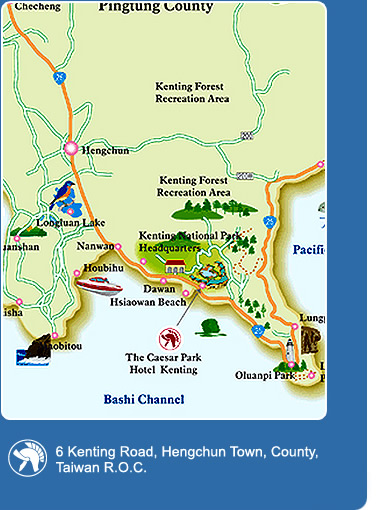 Checheng
Pingtung County
26
Kenting Forest
Recreation Area
Hengchun
Kenting Forest
Recreation Area
Longluan Lake
26
Kenting National Park
Headquarters
Nanwan
uanshan
Pacifi
Houbihu
Dawan
Hsiaowan Beach
isha
Lung
26
aobitou
The Caesar Park
Hotel Kenting
Oluanpi Park
L
P
Bashi Channel
6 Kenting Road, Hengchun Town, County,
Taiwan R.O.C.